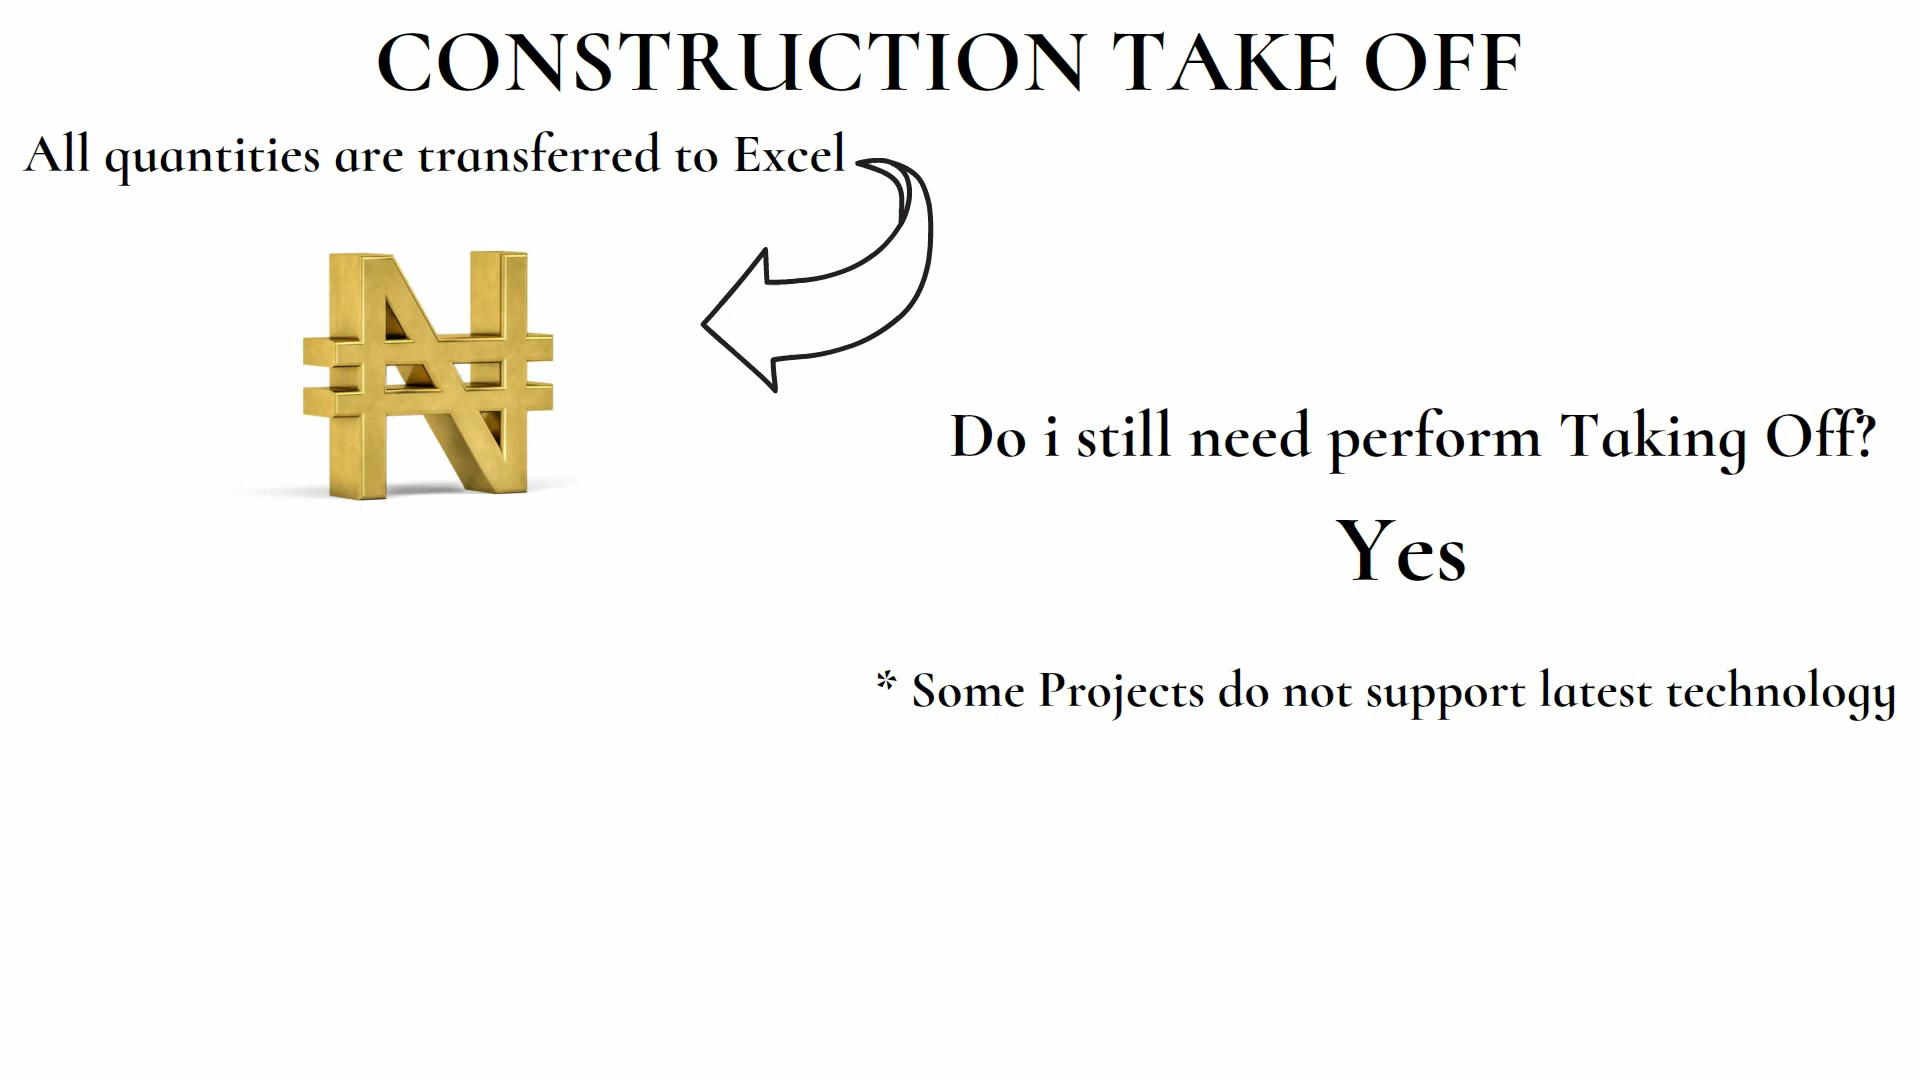 CONSTRUCTION TAKE OFF
All quantities are transferred to Excel
₦
Do i still need perform Taking Off?
Yes
* Some Projects do not support latest technology